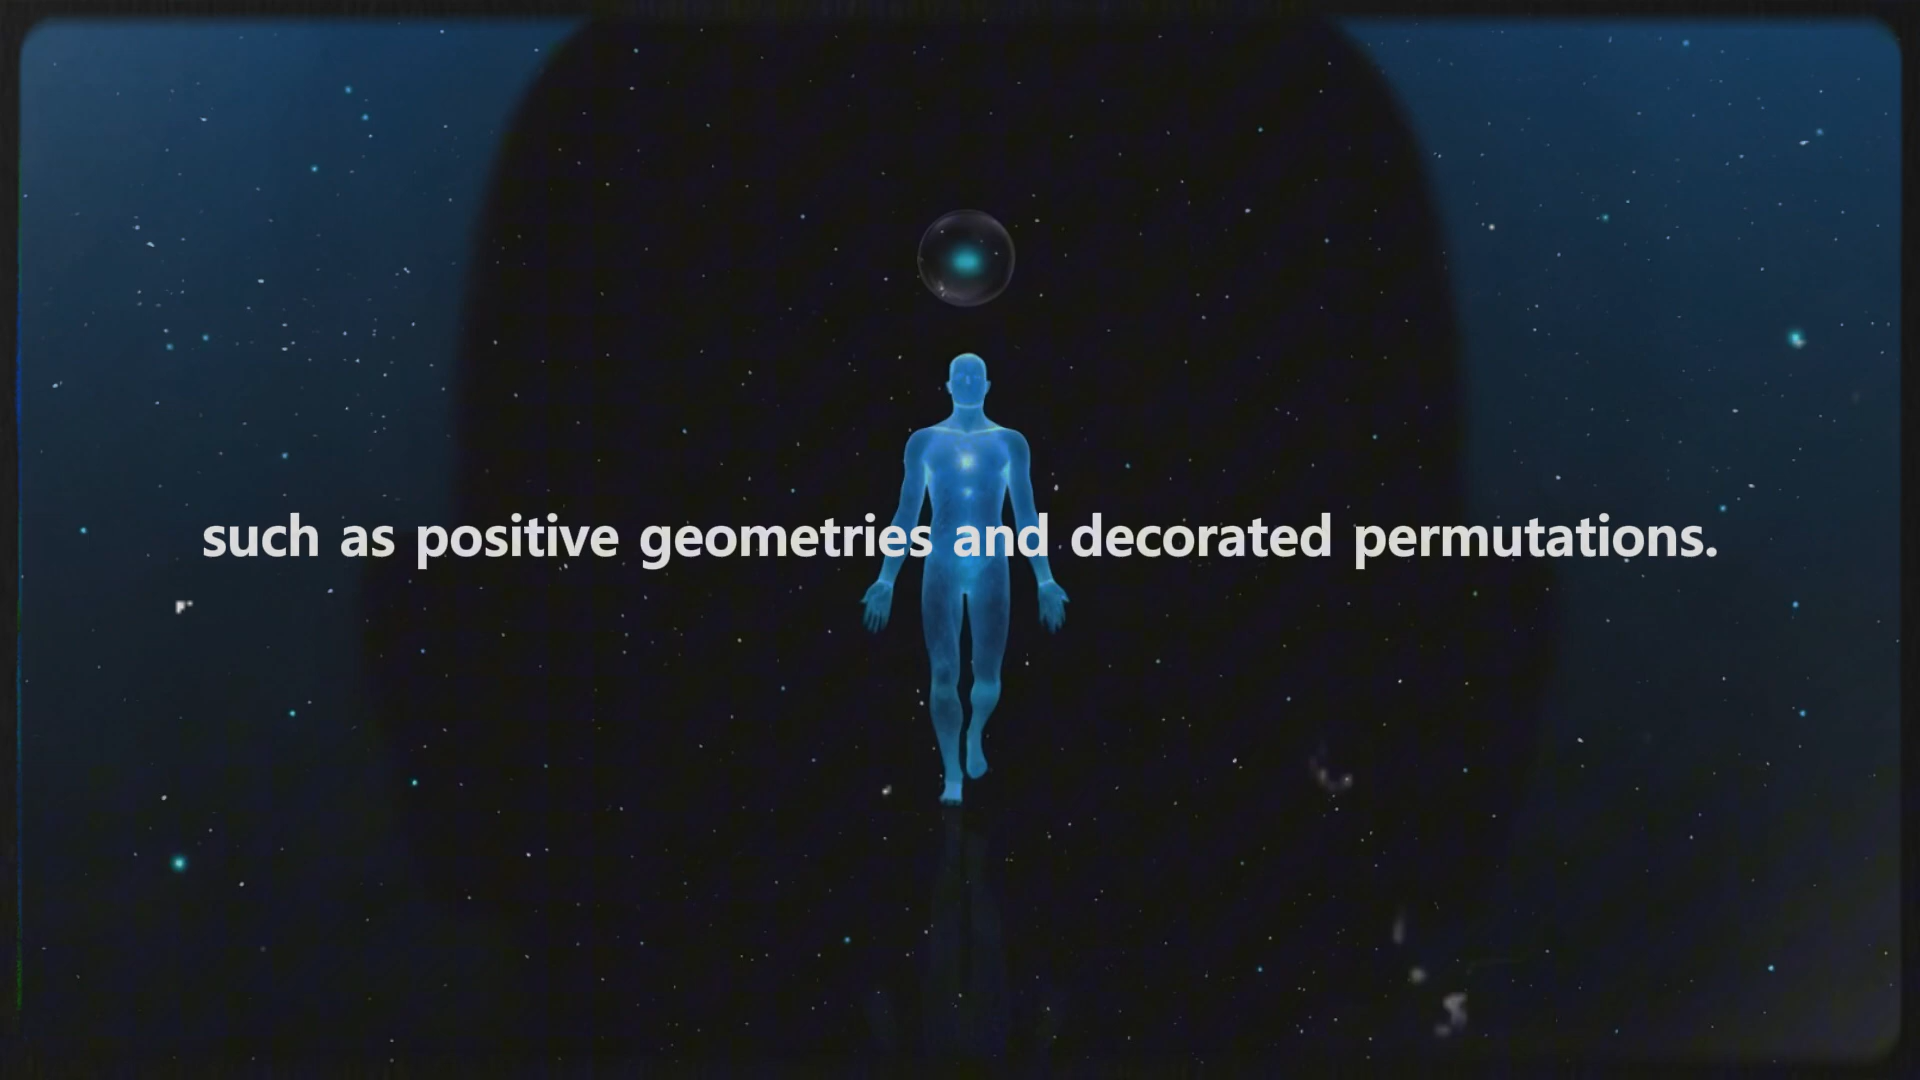 such as positive geometries and decorated permutations.